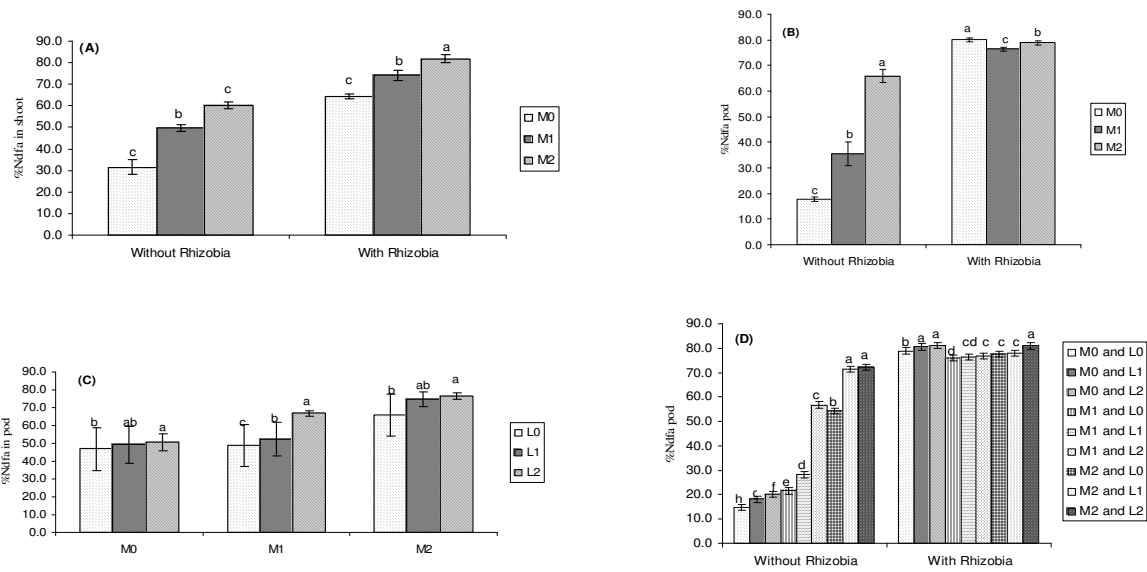 (A)
%Ndfa in shoot
90.0
80.0
70.0
60.0
50.0
40.0
30.0
20.0
10.0
0.0
c
b
c
c
b
a
Without Rhizobia
With Rhizobia
M0
M1
M2
(B)
%Ndfa pod
90.0
80.0
70.0
60.0
50.0
40.0
30.0
20.0
10.0
0.0
c
b
a
a
c
b
Without Rhizobia
With Rhizobia
M0
M1
M2
(C)
%Ndfa in pod
90.0
80.0
70.0
60.0
50.0
40.0
30.0
20.0
10.0
0.0
b
ab
a
c
b
a
b
ab
a
M0
M1
M2
L0
L1
L2
(D)
%Ndfa pod
90.0
80.0
70.0
60.0
50.0
40.0
30.0
20.0
10.0
0.0
h
f
e
d
c
b
a
a
b
a
a
d
cd
c
c
c
a
Without Rhizobia
With Rhizobia
M0 and L0
M0 and L1
M0 and L2
M1 and L0
M1 and L1
M1 and L2
M2 and L0
M2 and L1
M2 and L2